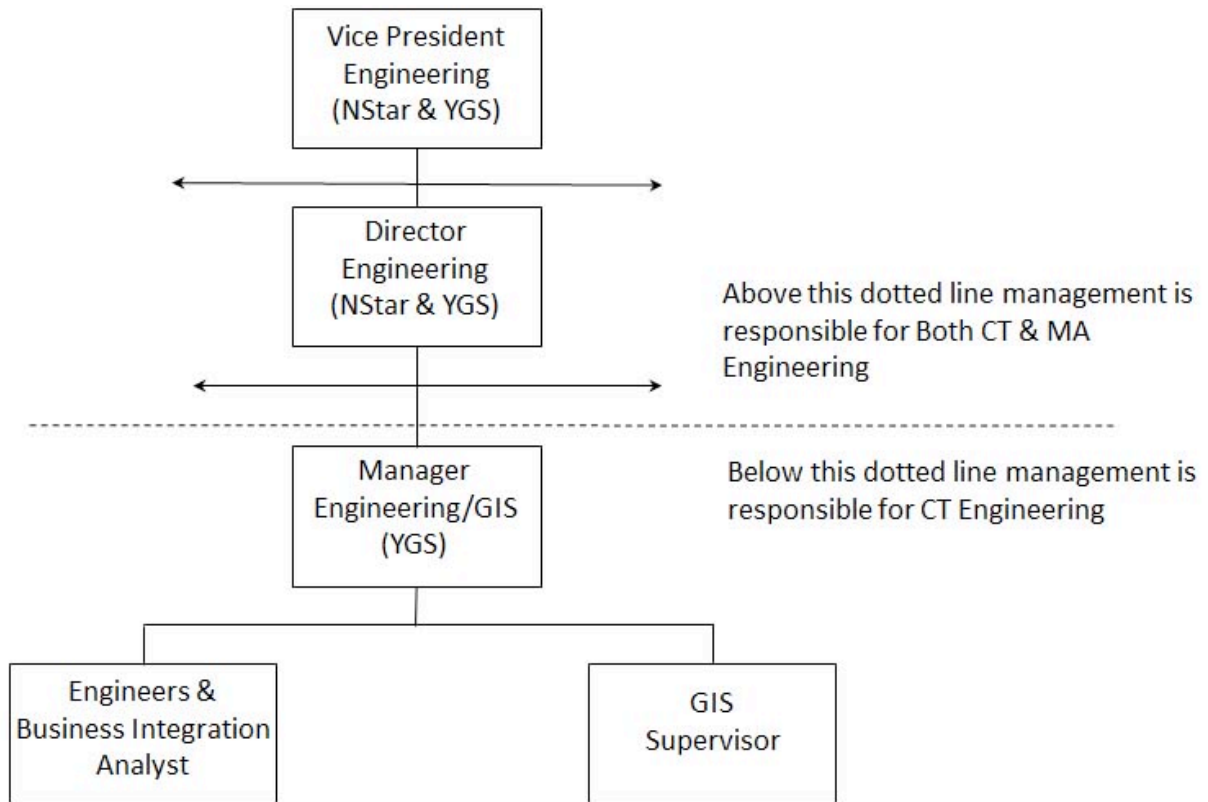 Vice President
Engineering
(NStar & YGS)
Director
Engineering
(NStar & YGS)
Above this dotted line management is
responsible for Both CT & MA
Engineering
Manager
Engineering/GIS
(YGS)
Below this dotted line management is
responsible for CT Engineering
Engineers &
Business Integration
Analyst
GIS
Supervisor